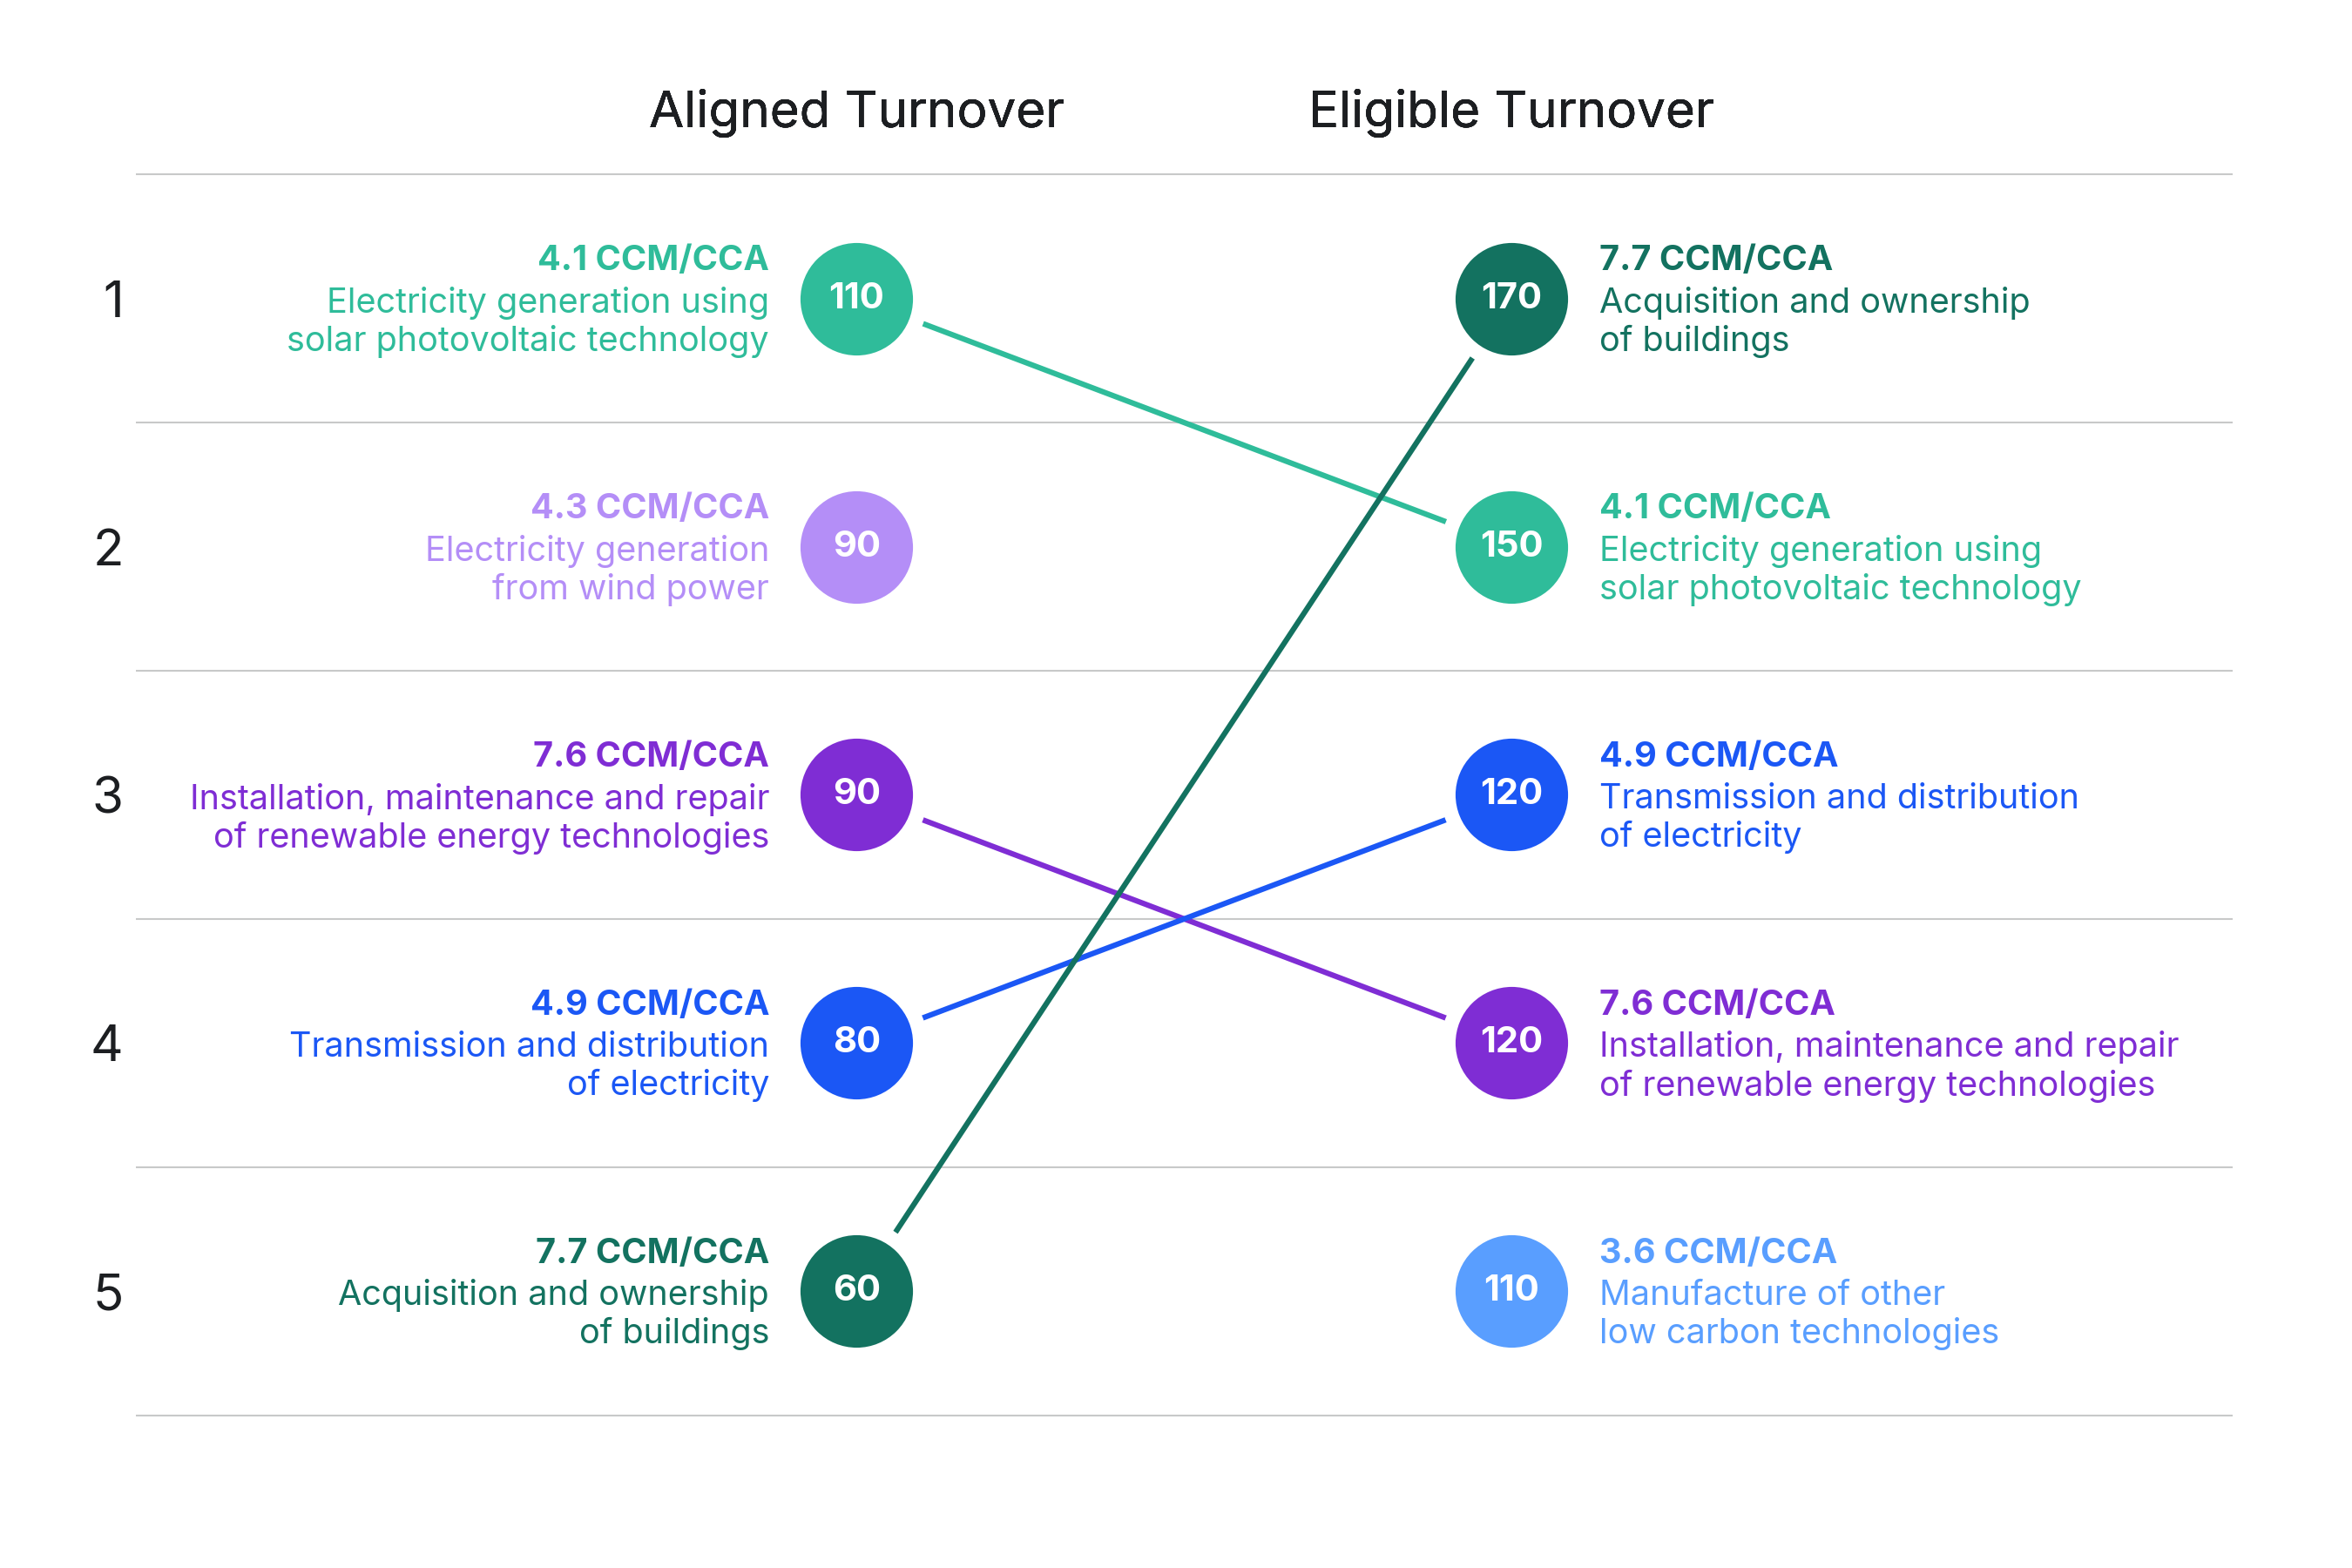 Aligned Turnover
Eligible Turnover
1
4.1 CCM/CCA
Electricity generation using
solar photovoltaic technology
110
170
7.7 CCM/CCA
Acquisition and ownership
of buildings
2
4.3 CCM/CCA
Electricity generation
from wind power
90
150
4.1 CCM/CCA
Electricity generation using
solar photovoltaic technology
3
7.6 CCM/CCA
Installation, maintenance and repair
of renewable energy technologies
90
120
4.9 CCM/CCA
Transmission and distribution
of electricity
4
4.9 CCM/CCA
Transmission and distribution
of electricity
80
120
7.6 CCM/CCA
Installation, maintenance and repair
of renewable energy technologies
5
7.7 CCM/CCA
Acquisition and ownership
of buildings
60
110
3.6 CCM/CCA
Manufacture of other
low carbon technologies